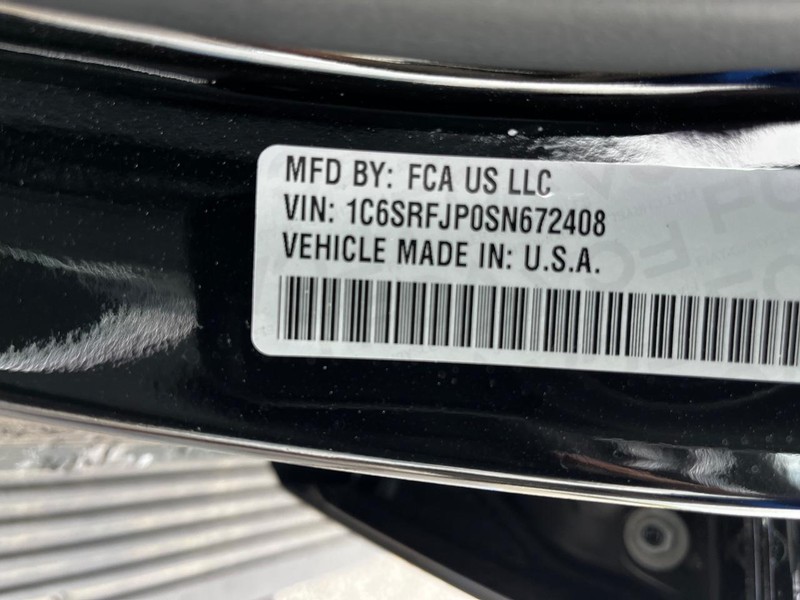 MFD BY: FCA US LLC
VIN: 1C6SRFJP0SN672408
VEHICLE MADE IN: U.S.A.